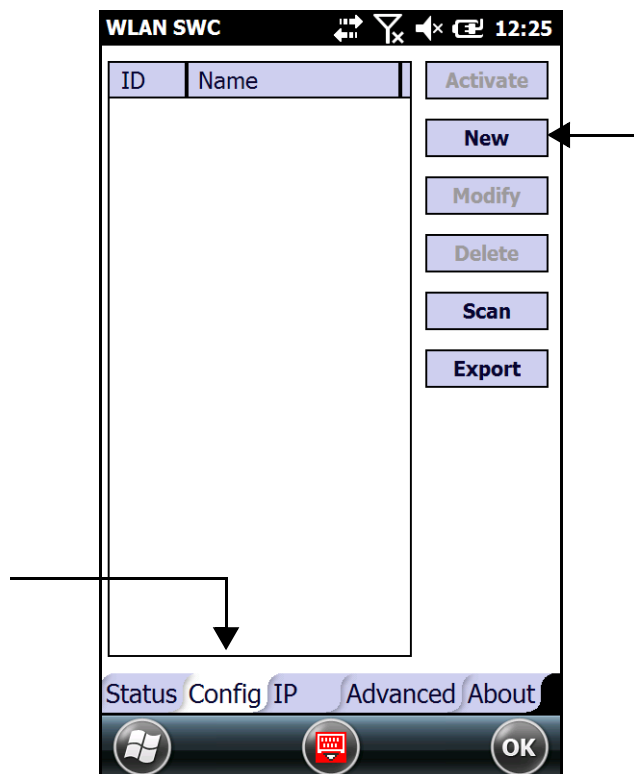 WLAN SWC 12:25
ID Name
Activate
New
Modify
Delete
Scan
Export
Status Config IP Advanced About
OK